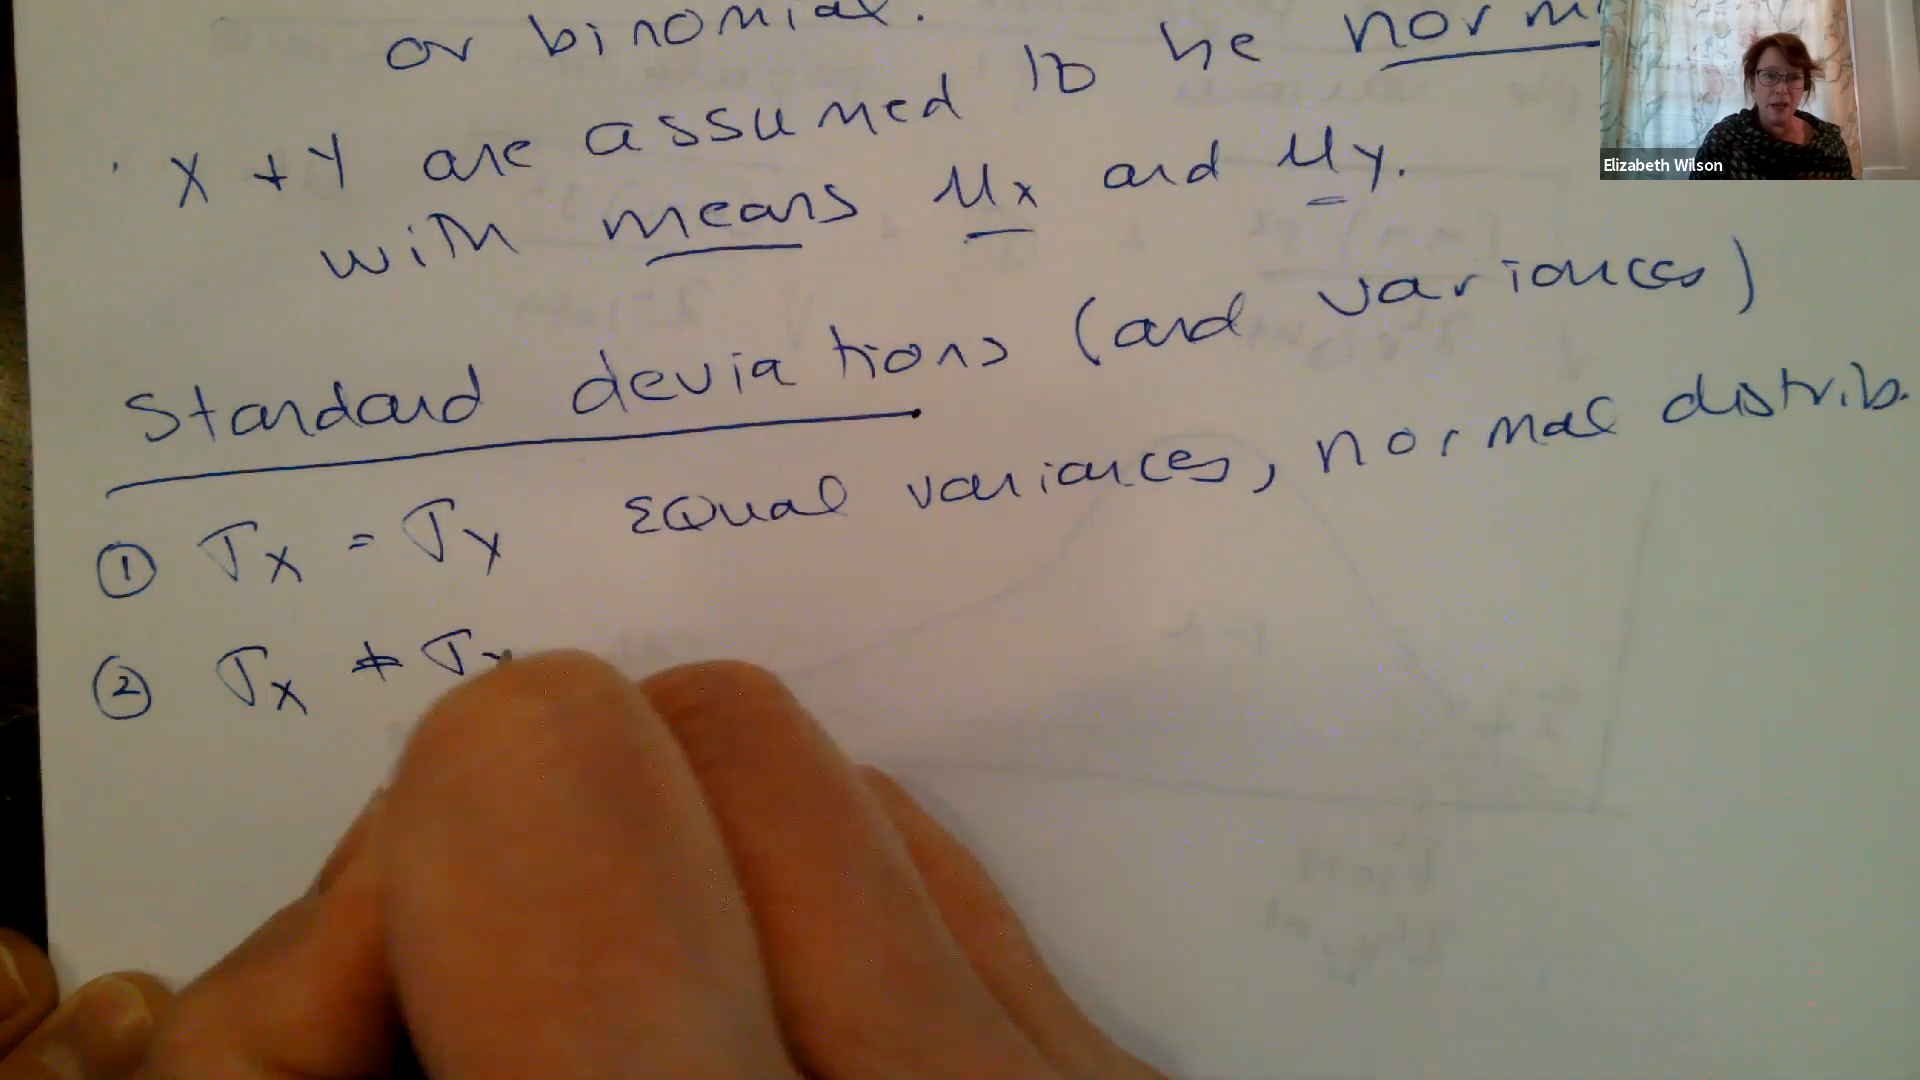 or binomial.
X + Y are assumed to be norm
with means μx and μy.
Standard deviations (and variances)
① σx = σy Equal variances, normal distrib.
② σx ≠ σy
Elizabeth Wilson